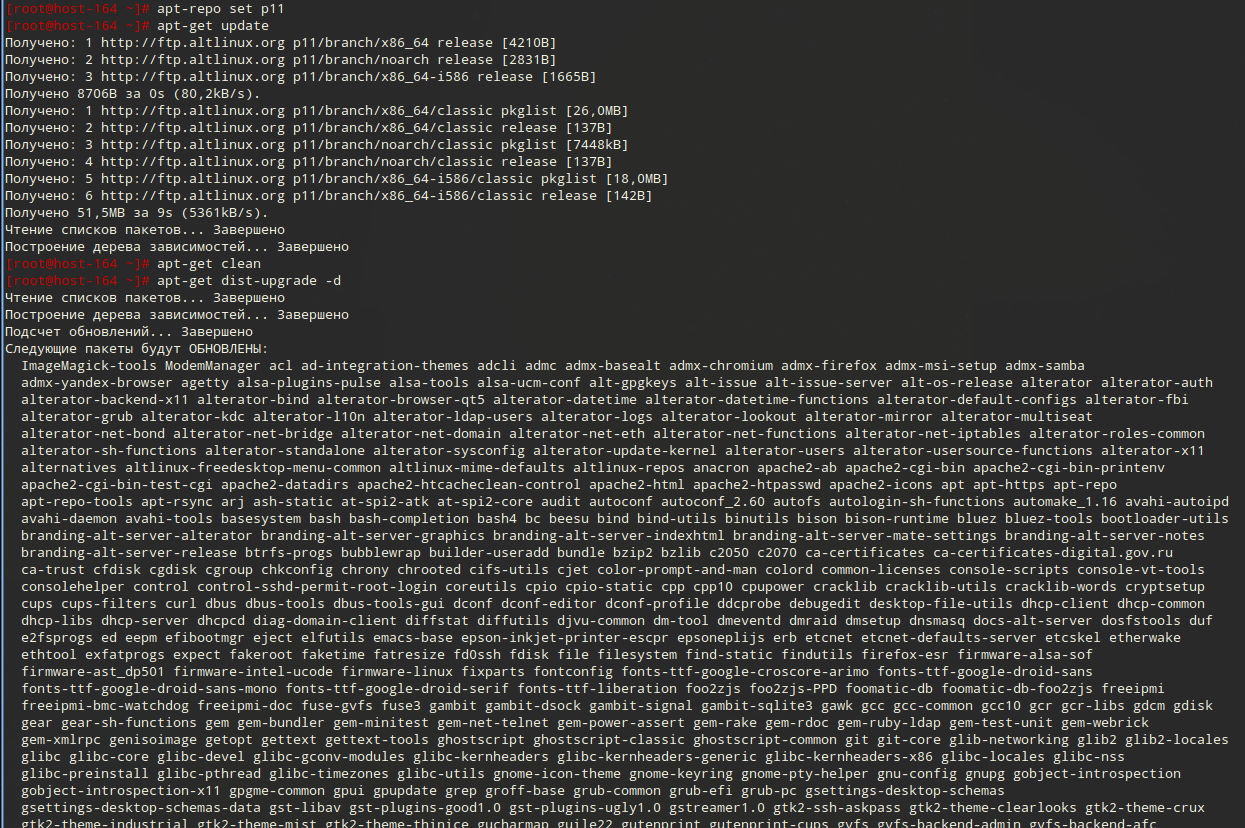 [root@host-164 ~]# apt-repo set p11
[root@host-164 ~]# apt-get update
Получено: 1 http://ftp.altlinux.org p11/branch/x86_64 release [4210B]
Получено: 2 http://ftp.altlinux.org p11/branch/noarch release [2831B]
Получено: 3 http://ftp.altlinux.org p11/branch/x86_64-i586 release [1665B]
Получено 8706B за 0s (80,2kB/s).
Получено: 1 http://ftp.altlinux.org p11/branch/x86_64/classic pkglist [26,0MB]
Получено: 2 http://ftp.altlinux.org p11/branch/x86_64/classic release [137B]
Получено: 3 http://ftp.altlinux.org p11/branch/noarch/classic pkglist [7448kB]
Получено: 4 http://ftp.altlinux.org p11/branch/noarch/classic release [137B]
Получено: 5 http://ftp.altlinux.org p11/branch/x86_64-i586/classic pkglist [18,0MB]
Получено: 6 http://ftp.altlinux.org p11/branch/x86_64-i586/classic release [142B]
Получено 51,5MB за 9s (5361kB/s).
Чтение списков пакетов... Завершено
Построение дерева зависимостей... Завершено
[root@host-164 ~]# apt-get clean
[root@host-164 ~]# apt-get dist-upgrade -d
Чтение списков пакетов... Завершено
Построение дерева зависимостей... Завершено
Подсчет обновлений... Завершено
Следующие пакеты будут ОБНОВЛЕНЫ:
ImageMagick-tools ModemManager acl ad-integration-themes adcli admc admx-basealt admx-chromium admx-firefox admx-msi-setup admx-samba
admx-yandex-browser agetty alsa-plugins-pulse alsa-tools alsa-ucm-conf alt-gpgkeys alt-issue alt-issue-server alt-os-release alterator alterator-auth
alterator-backend-x11 alterator-bind alterator-browser-qt5 alterator-datetime alterator-datetime-functions alterator-default-configs alterator-fbi
alterator-grub alterator-kdc alterator-l10n alterator-ldap-users alterator-logs alterator-lookout alterator-mirror alterator-multiseat
alterator-net-bond alterator-net-bridge alterator-net-domain alterator-net-eth alterator-net-functions alterator-net-iptables alterator-roles-common
alterator-sh-functions alterator-standalone alterator-sysconfig alterator-update-kernel alterator-users alterator-usersource-functions alterator-x11
alternatives altlinux-freedesktop-menu-common altlinux-mime-defaults altlinux-repos anacron apache2-ab apache2-cgi-bin apache2-cgi-bin-printenv
apache2-cgi-bin-test-cgi apache2-datadirs apache2-htcacheclean-control apache2-html apache2-htpasswd apache2-icons apt apt-https apt-repo
apt-repo-tools apt-rsync arj ash-static at-spi2-atk at-spi2-core audit autoconf autoconf_2.60 autofs autologin-sh-functions automake_1.16 avahi-autoipd
avahi-daemon avahi-tools basesystem bash bash-completion bash4 bc beesu bind bind-utils binutils bison bison-runtime bluez bluez-tools bootloader-utils
branding-alt-server-alterator branding-alt-server-graphics branding-alt-server-indexhtml branding-alt-server-mate-settings branding-alt-server-notes
branding-alt-server-release btrfs-progs bubblewrap builder-useradd bundle bzip2 bzlib c2050 c2070 ca-certificates ca-certificates-digital.gov.ru
ca-trust cfdisk cgdisk cgroup chkconfig chrony chrooted cifs-utils cjet color-prompt-and-man colord common-licenses console-scripts console-vt-tools
consolehelper control control-sshd-permit-root-login coreutils cpio cpio-static cpp cpp10 cpupower cracklib cracklib-utils cracklib-words cryptsetup
cups cups-filters curl dbus dbus-tools dbus-tools-gui dconf dconf-editor dconf-profile ddcprobe debugedit desktop-file-utils dhcp-client dhcp-common
dhcp-libs dhcp-server dhcpcd diag-domain-client diffstat diffutils djvu-common dm-tool dmeventd dmraid dmsetup dnsmasq docs-alt-server dosfstools duf
e2fsprogs ed eepm efibootmgr eject elfutils emacs-base epson-inkjet-printer-escpr epsoneplijs erb etcnet etcnet-defaults-server etcskel etherwake
ethtool exfatprogs expect fakeroot faketime fatresize fd0ssh fdisk file filesystem find-static findutils firefox-esr firmware-alsa-sof
firmware-ast_dp501 firmware-intel-ucode firmware-linux fixparts fontconfig fonts-ttf-google-croscore-arimo fonts-ttf-google-droid-sans
fonts-ttf-google-droid-sans-mono fonts-ttf-google-droid-serif fonts-ttf-liberation foo2zjs foo2zjs-PPD foomatic-db foomatic-db-foo2zjs freeipmi
freeipmi-bmc-watchdog freeipmi-doc fuse-gvfs fuse3 gambit gambit-dsock gambit-signal gambit-sqlite3 gawk gcc gcc-common gcc10 gcr gcr-libs gdcm gdisk
gear gear-sh-functions gem gem-bundler gem-minitest gem-net-telnet gem-power-assert gem-rake gem-rdoc gem-ruby-ldap gem-test-unit gem-webrick
gem-xmlrpc genisoimage getopt gettext gettext-tools ghostscript ghostscript-classic ghostscript-common git git-core glib-networking glib2 glib2-locales
glibc glibc-core glibc-devel glibc-gconv-modules glibc-kernheaders glibc-kernheaders-generic glibc-kernheaders-x86 glibc-locales glibc-nss
glibc-preinstall glibc-pthread glibc-timezones glibc-utils gnome-icon-theme gnome-keyring gnome-pty-helper gnu-config gnupg gobject-introspection
gobject-introspection-x11 gpgme-common gpui gpupdate grep groff-base grub-common grub-efi grub-pc gsettings-desktop-schemas
gsettings-desktop-schemas-data gst-libav gst-plugins-good1.0 gst-plugins-ugly1.0 gstreamer1.0 gtk2-ssh-askpass gtk2-theme-clearlooks gtk2-theme-crux
gtk2-theme-industrial gtk2-theme-mist gtk2-theme-thinice gucharmap guile22 gutenprint gutenprint-cups gvfs gvfs-backend-admin gvfs-backend-afc